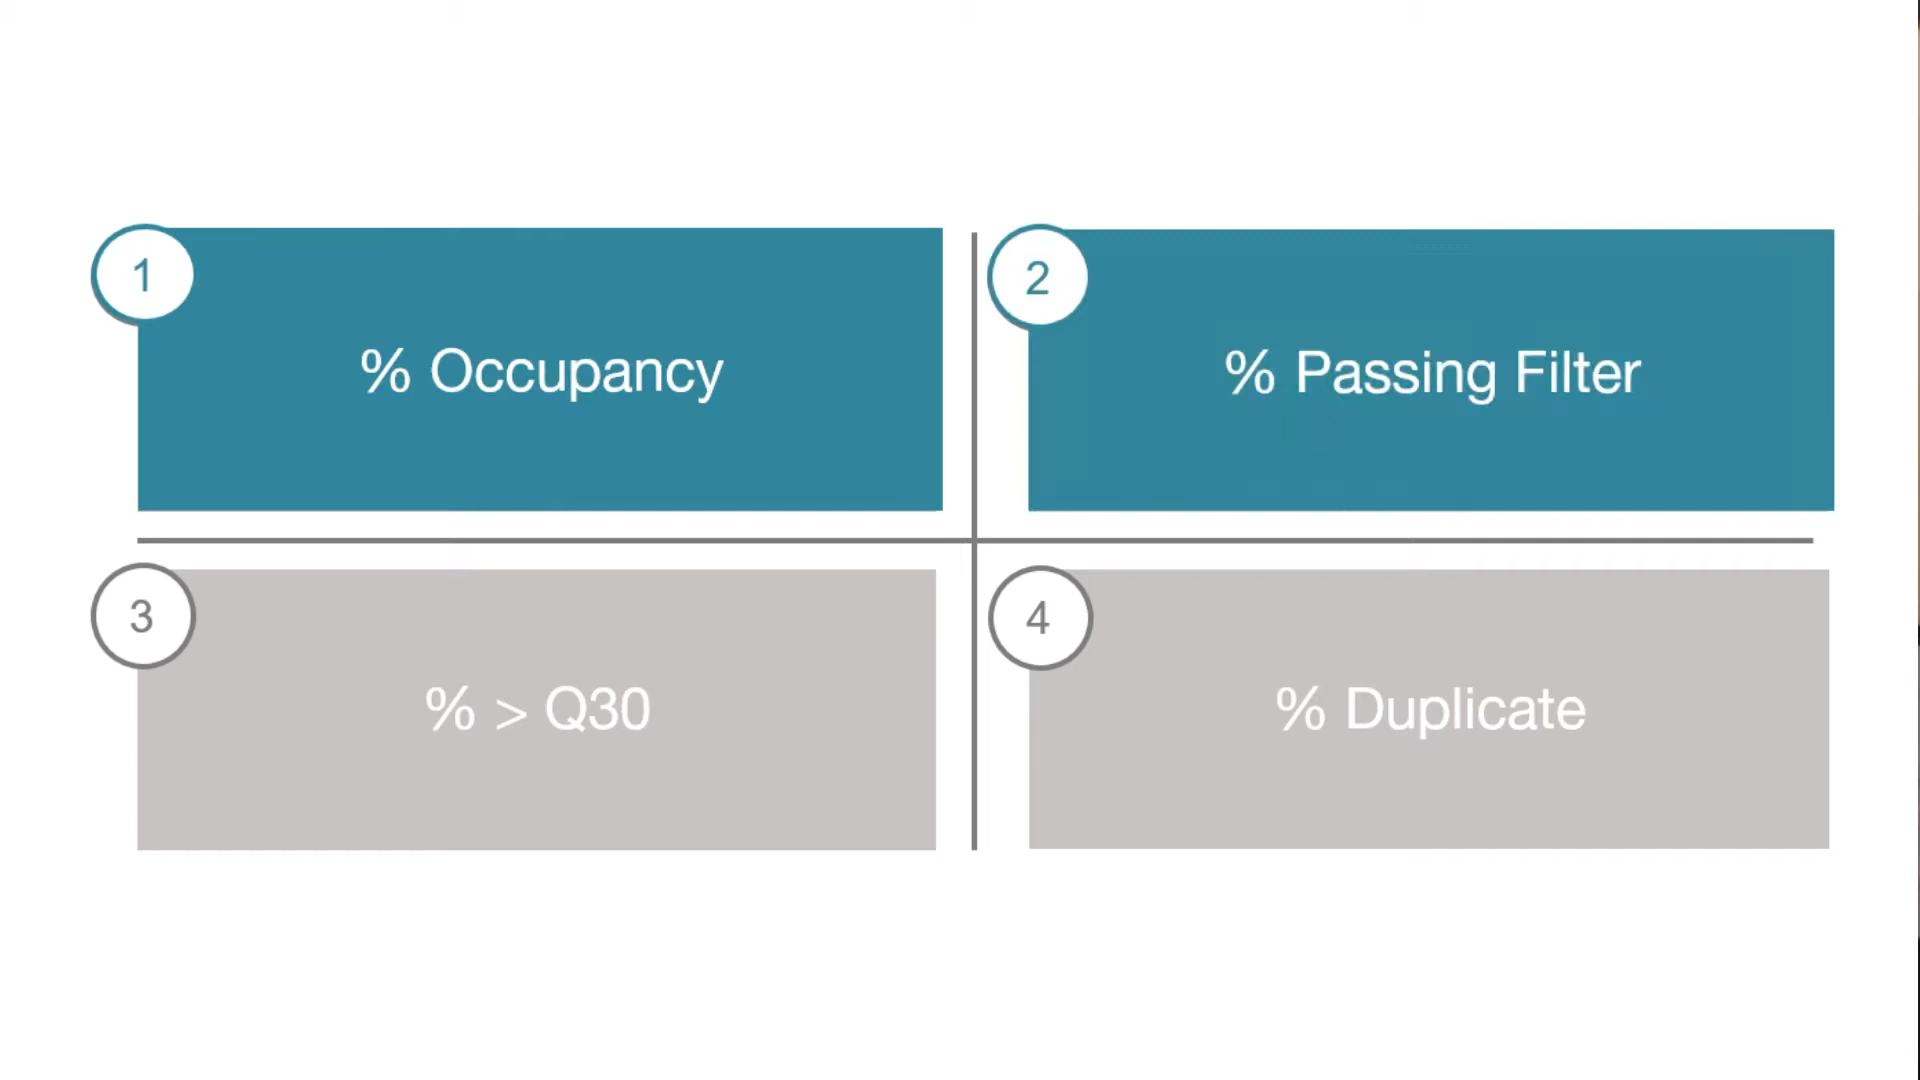 1
% Occupancy
2
% Passing Filter
3
% > Q30
4
% Duplicate